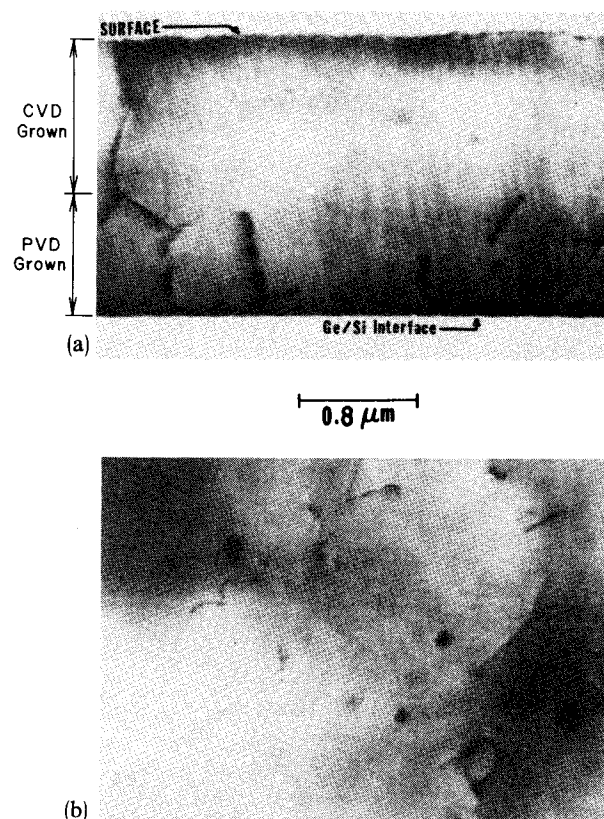 SURFACE
CVD
Grown
PVD
Grown
Ge/Si Interface
(a)
0.8 μm
(b)